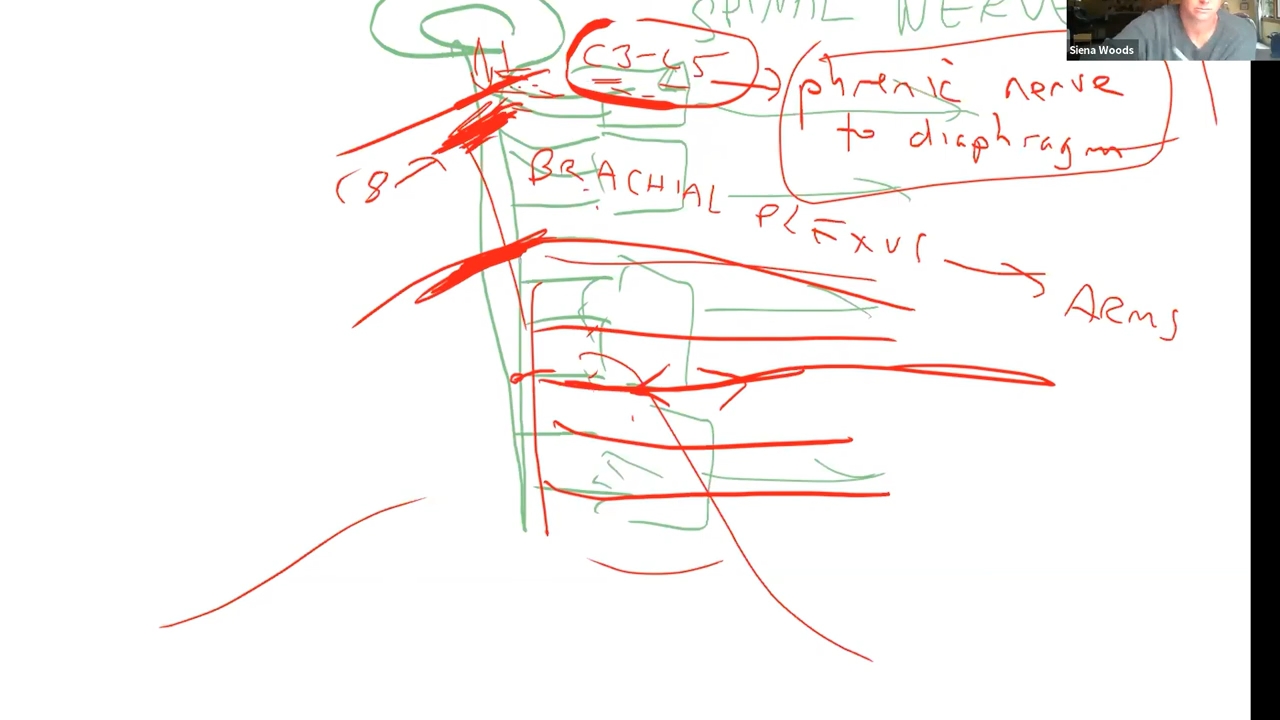 SPINAL NERVE
Siena Woods
C3-C5
phrenic nerve
to diaphragm
C8
BRACHIAL PLEXUS
ARMS